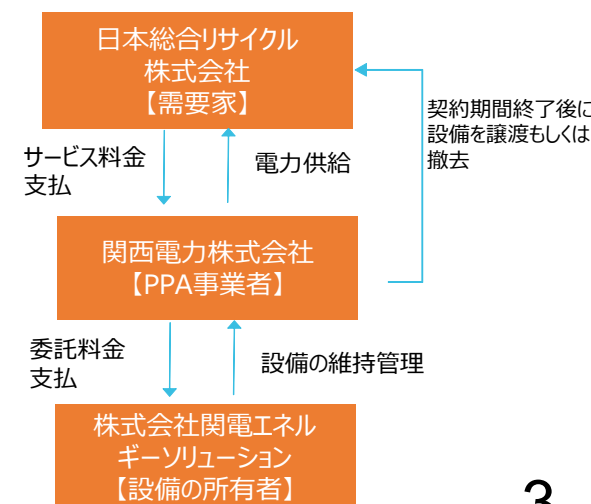 日本総合リサイクル
株式会社
【需要家】
契約期間終了後に
設備を譲渡もしくは
撤去
サービス料金
支払
電力供給
関西電力株式会社
【PPA事業者】
委託料金
支払
設備の維持管理
株式会社関電エネル
ギーソリューション
【設備の所有者】
3